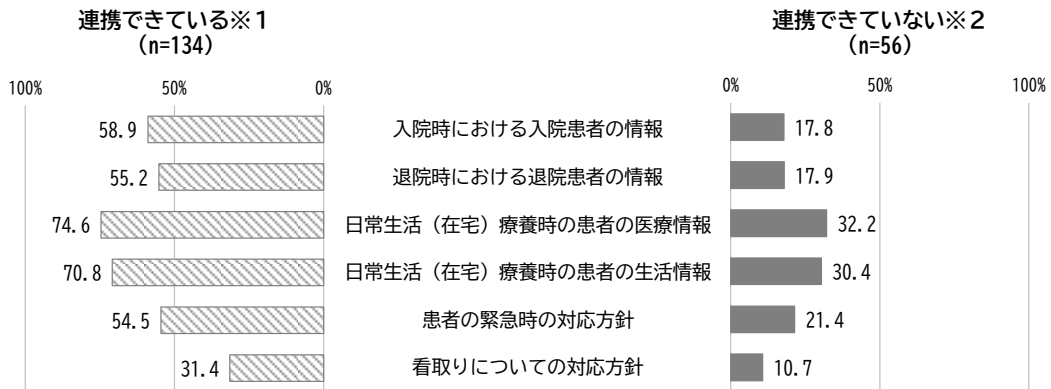 連携できている※１ 連携できていない※２
(n=134) (n=56)
100% 50% 0% 0% 50% 100%
58.9 入院時における入院患者の情報 17.8
55.2 退院時における退院患者の情報 17.9
74.6 日常生活（在宅）療養時の患者の医療情報 32.2
70.8 日常生活（在宅）療養時の患者の生活情報 30.4
54.5 患者の緊急時の対応方針 21.4
31.4 看取りについての対応方針 10.7